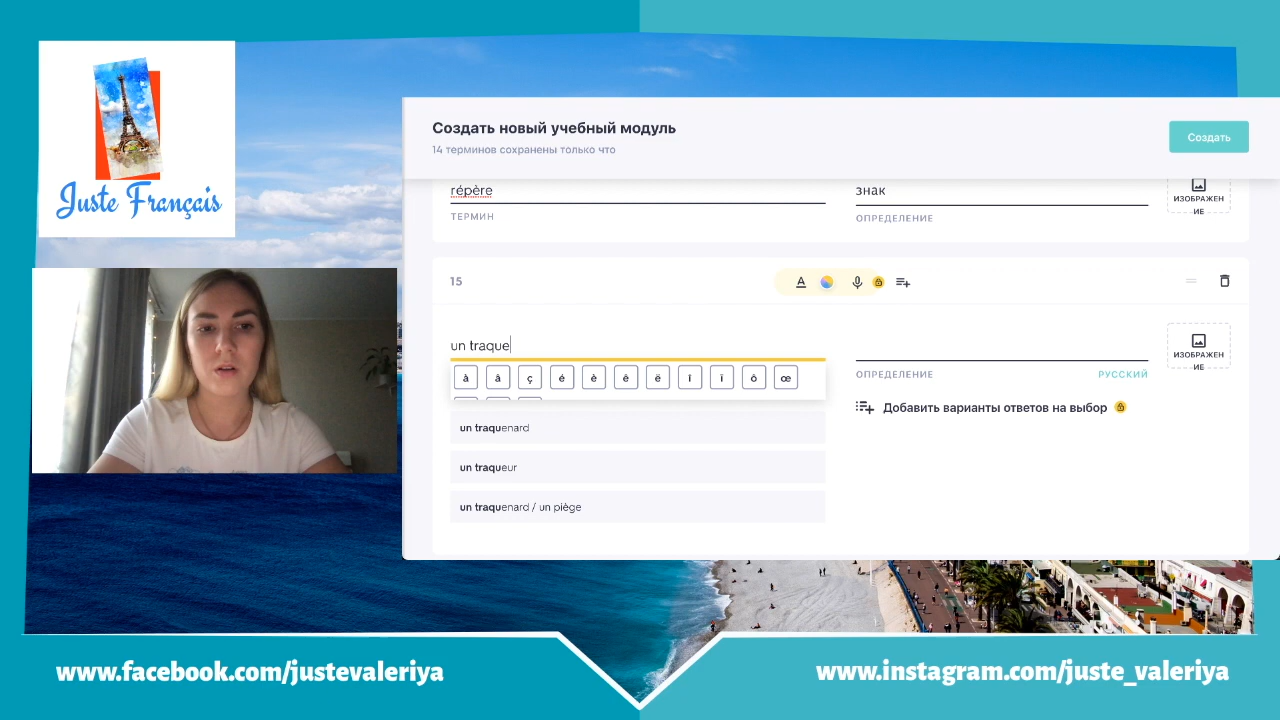 Juste Français
Создать новый учебный модуль
14 терминов сохранены только что
Создать
répère
ТЕРМИН
знак
ОПРЕДЕЛЕНИЕ
ИЗОБРАЖЕН
ИЕ
15
A
un traque
à â ç é è ê ë î ï ô œ
un traquenard
un traqueur
un traquenard / un piège
ОПРЕДЕЛЕНИЕ
РУССКИЙ
ИЗОБРАЖЕН
ИЕ
Добавить варианты ответов на выбор
www.facebook.com/justevaleriya
www.instagram.com/juste_valeriya